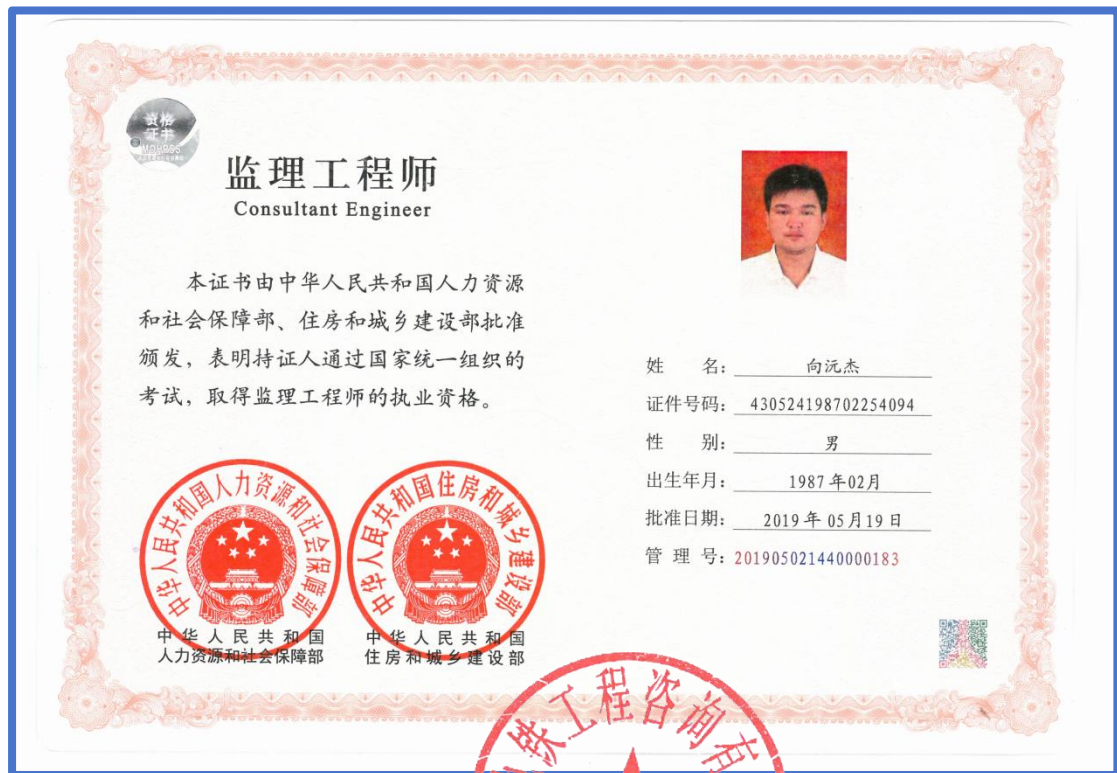 资格
证书
MOHRSS
监理工程师
Consultant Engineer
本证书由中华人民共和国人力资源
和社会保障部、住房和城乡建设部批准
颁发，表明持证人通过国家统一组织的
考试，取得监理工程师的执业资格。
中华人民共和国人力资源和社会保障部
中华人民共和国住房和城乡建设部
中华人民共和国
人力资源和社会保障部
中华人民共和国
住房和城乡建设部
姓 名：向沅杰
证件号码：430524198702254094
性 别：男
出生年月：1987年02月
批准日期：2019年05月19日
管 理 号：201905021440000183
铁工程咨询有